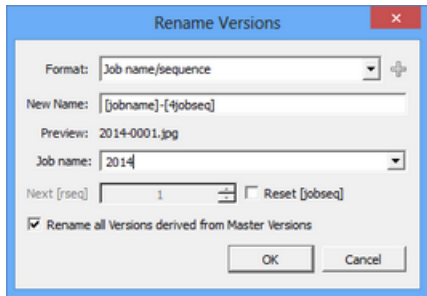 Rename Versions
Format: Job name/sequence
New Name: [jobname]-[4jobseq]
Preview: 2014-0001.jpg
Job name: 2014
Next [rseq] 1 Reset [jobseq]
Rename all Versions derived from Master Versions
OK Cancel